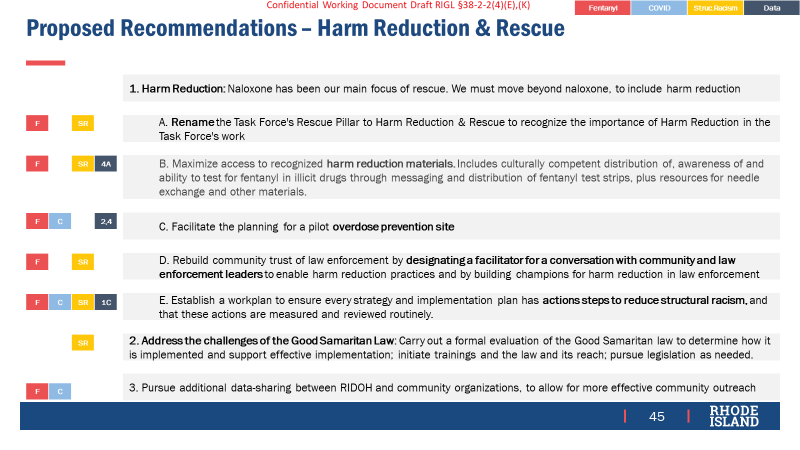 Confidential Working Document Draft RIGL §38-2-2(4)(E),(K)
Fentanyl COVID Struc.Racism Data
Proposed Recommendations – Harm Reduction & Rescue
1. Harm Reduction: Naloxone has been our main focus of rescue. We must move beyond naloxone, to include harm reduction
F SR
A. Rename the Task Force's Rescue Pillar to Harm Reduction & Rescue to recognize the importance of Harm Reduction in the
Task Force's work
F SR 4A
B. Maximize access to recognized harm reduction materials. Includes culturally competent distribution of, awareness of and
ability to test for fentanyl in illicit drugs through messaging and distribution of fentanyl test strips, plus resources for needle
exchange and other materials.
F C 2,4
C. Facilitate the planning for a pilot overdose prevention site
F SR
D. Rebuild community trust of law enforcement by designating a facilitator for a conversation with community and law
enforcement leaders to enable harm reduction practices and by building champions for harm reduction in law enforcement
F C SR 1C
E. Establish a workplan to ensure every strategy and implementation plan has actions steps to reduce structural racism, and
that these actions are measured and reviewed routinely.
SR
2. Address the challenges of the Good Samaritan Law: Carry out a formal evaluation of the Good Samaritan law to determine how it
is implemented and support effective implementation; initiate trainings and the law and its reach; pursue legislation as needed.
F C
3. Pursue additional data-sharing between RIDOH and community organizations, to allow for more effective community outreach
45
RHODE
ISLAND